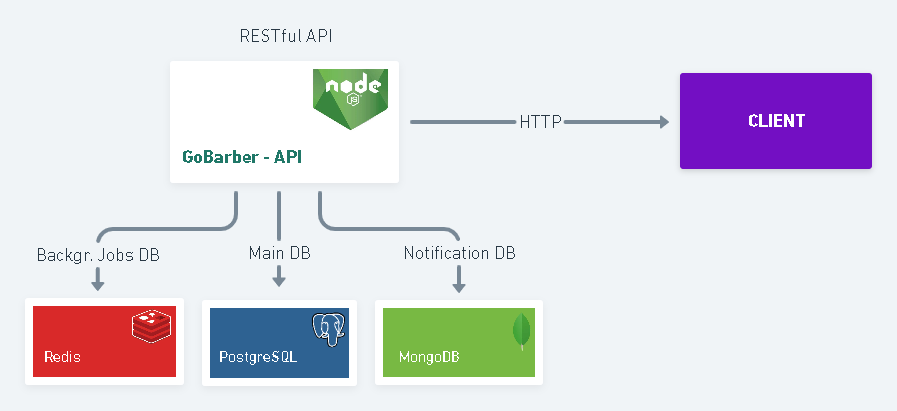 RESTful API
node
JS
GoBarber - API
HTTP
CLIENT
Backgr. Jobs DB
Main DB
Notification DB
Redis
PostgreSQL
MongoDB